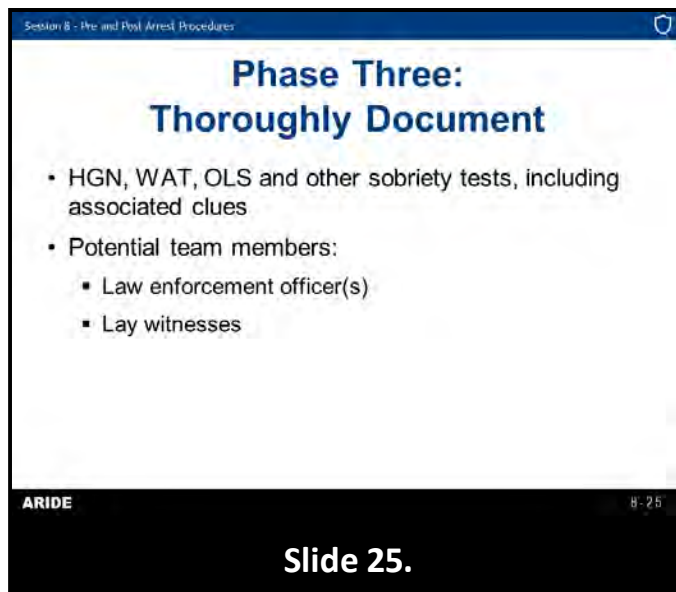 Session 8 - Pre and Post Arrest Procedures
Phase Three:
Thoroughly Document
• HGN, WAT, OLS and other sobriety tests, including
associated clues
• Potential team members:
▪ Law enforcement officer(s)
▪ Lay witnesses
ARIDE
8-25
Slide 25.